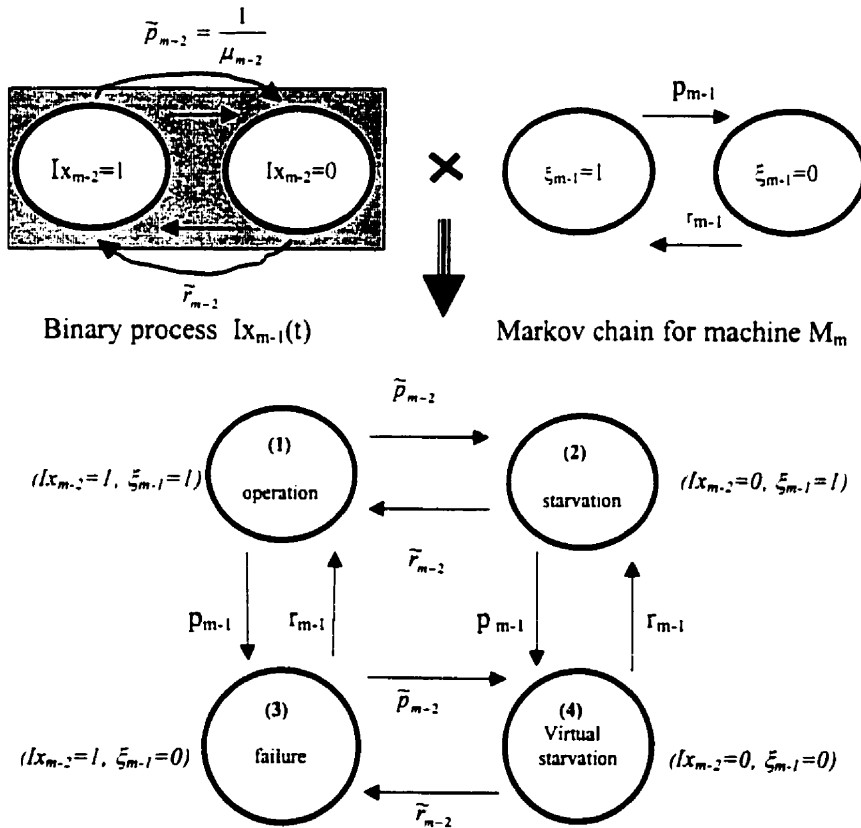 p̃ₘ₋₂ = 1/μₘ₋₂
Ixₘ₋₂=1
Ixₘ₋₂=0
×
ξₘ₋₁=1
pₘ₋₁
ξₘ₋₁=0
rₘ₋₁
r̃ₘ₋₂
Binary process Ixₘ₋₁(t)
Markov chain for machine Mₘ
p̃ₘ₋₂
(Ixₘ₋₂=1, ξₘ₋₁=1)
(1)
operation
(2)
starvation
(Ixₘ₋₂=0, ξₘ₋₁=1)
r̃ₘ₋₂
pₘ₋₁
rₘ₋₁
pₘ₋₁
rₘ₋₁
p̃ₘ₋₂
(Ixₘ₋₂=1, ξₘ₋₁=0)
(3)
failure
(4)
Virtual
starvation
(Ixₘ₋₂=0, ξₘ₋₁=0)
r̃ₘ₋₂